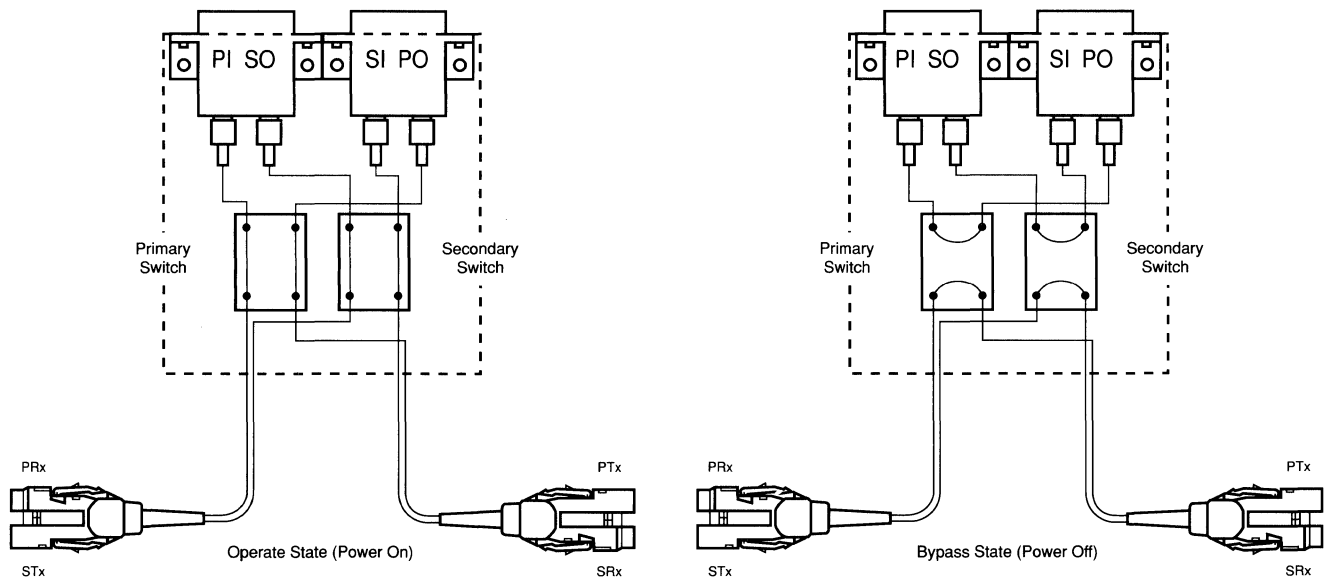 PI SO
SI PO
Primary
Switch
Secondary
Switch
PRx
STx
PTx
SRx
Operate State (Power On)
PI SO
SI PO
Primary
Switch
Secondary
Switch
PRx
STx
PTx
SRx
Bypass State (Power Off)